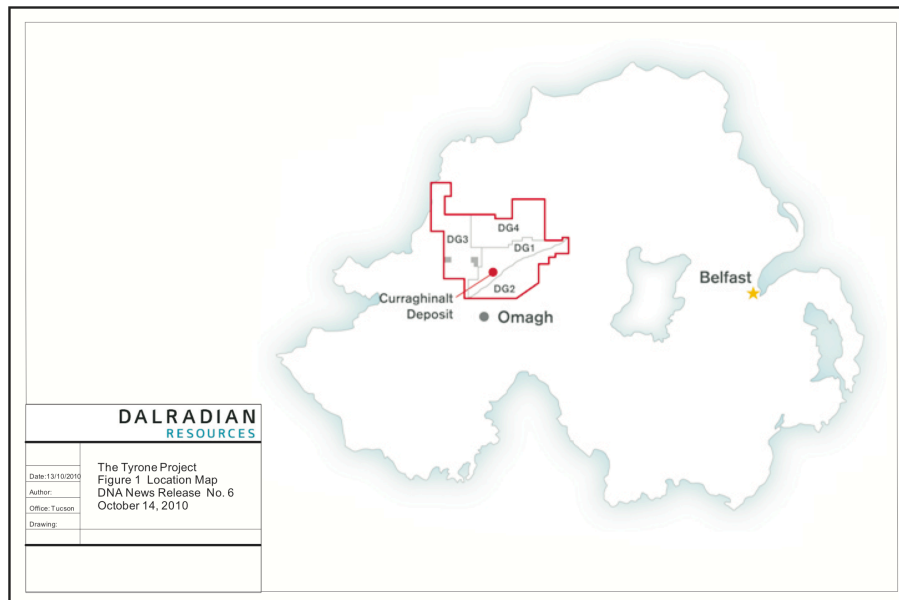 DG4
DG3
DG1
DG2
Curraghinalt
Deposit
Omagh
Belfast
DALRADIAN
RESOURCES
Date:13/10/2010
Author:
Office: Tucson
Drawing:
The Tyrone Project
Figure 1 Location Map
DNA News Release No. 6
October 14, 2010